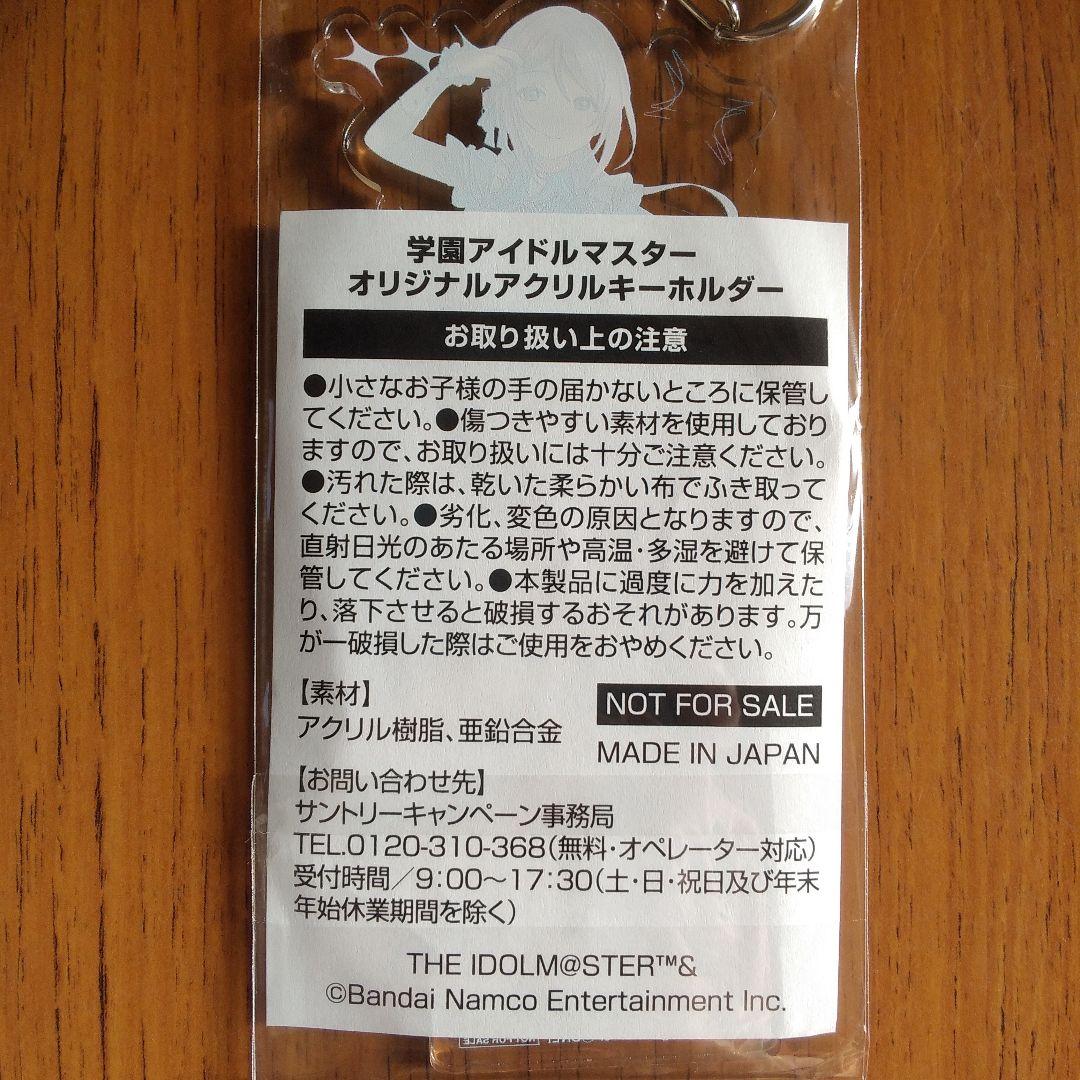 学園アイドルマスター
オリジナルアクリルキーホルダー
お取り扱い上の注意
●小さなお子様の手の届かないところに保管し
てください。●傷つきやすい素材を使用しており
ますので、お取り扱いには十分ご注意ください。
●汚れた際は、乾いた柔らかい布でふき取って
ください。●劣化、変色の原因となりますので、
直射日光のあたる場所や高温・多湿を避けて保
管してください。●本製品に過度に力を加えた
り、落下させると破損するおそれがあります。万
が一破損した際はご使用をおやめください。
【素材】
アクリル樹脂、亜鉛合金
NOT FOR SALE
MADE IN JAPAN
【お問い合わせ先】
サントリーキャンペーン事務局
TEL.0120-310-368(無料・オペレーター対応)
受付時間/9:00～17:30(土・日・祝日及び年末
年始休業期間を除く)
THE IDOLM@STER™&
©Bandai Namco Entertainment Inc.
NOT FOR SALE